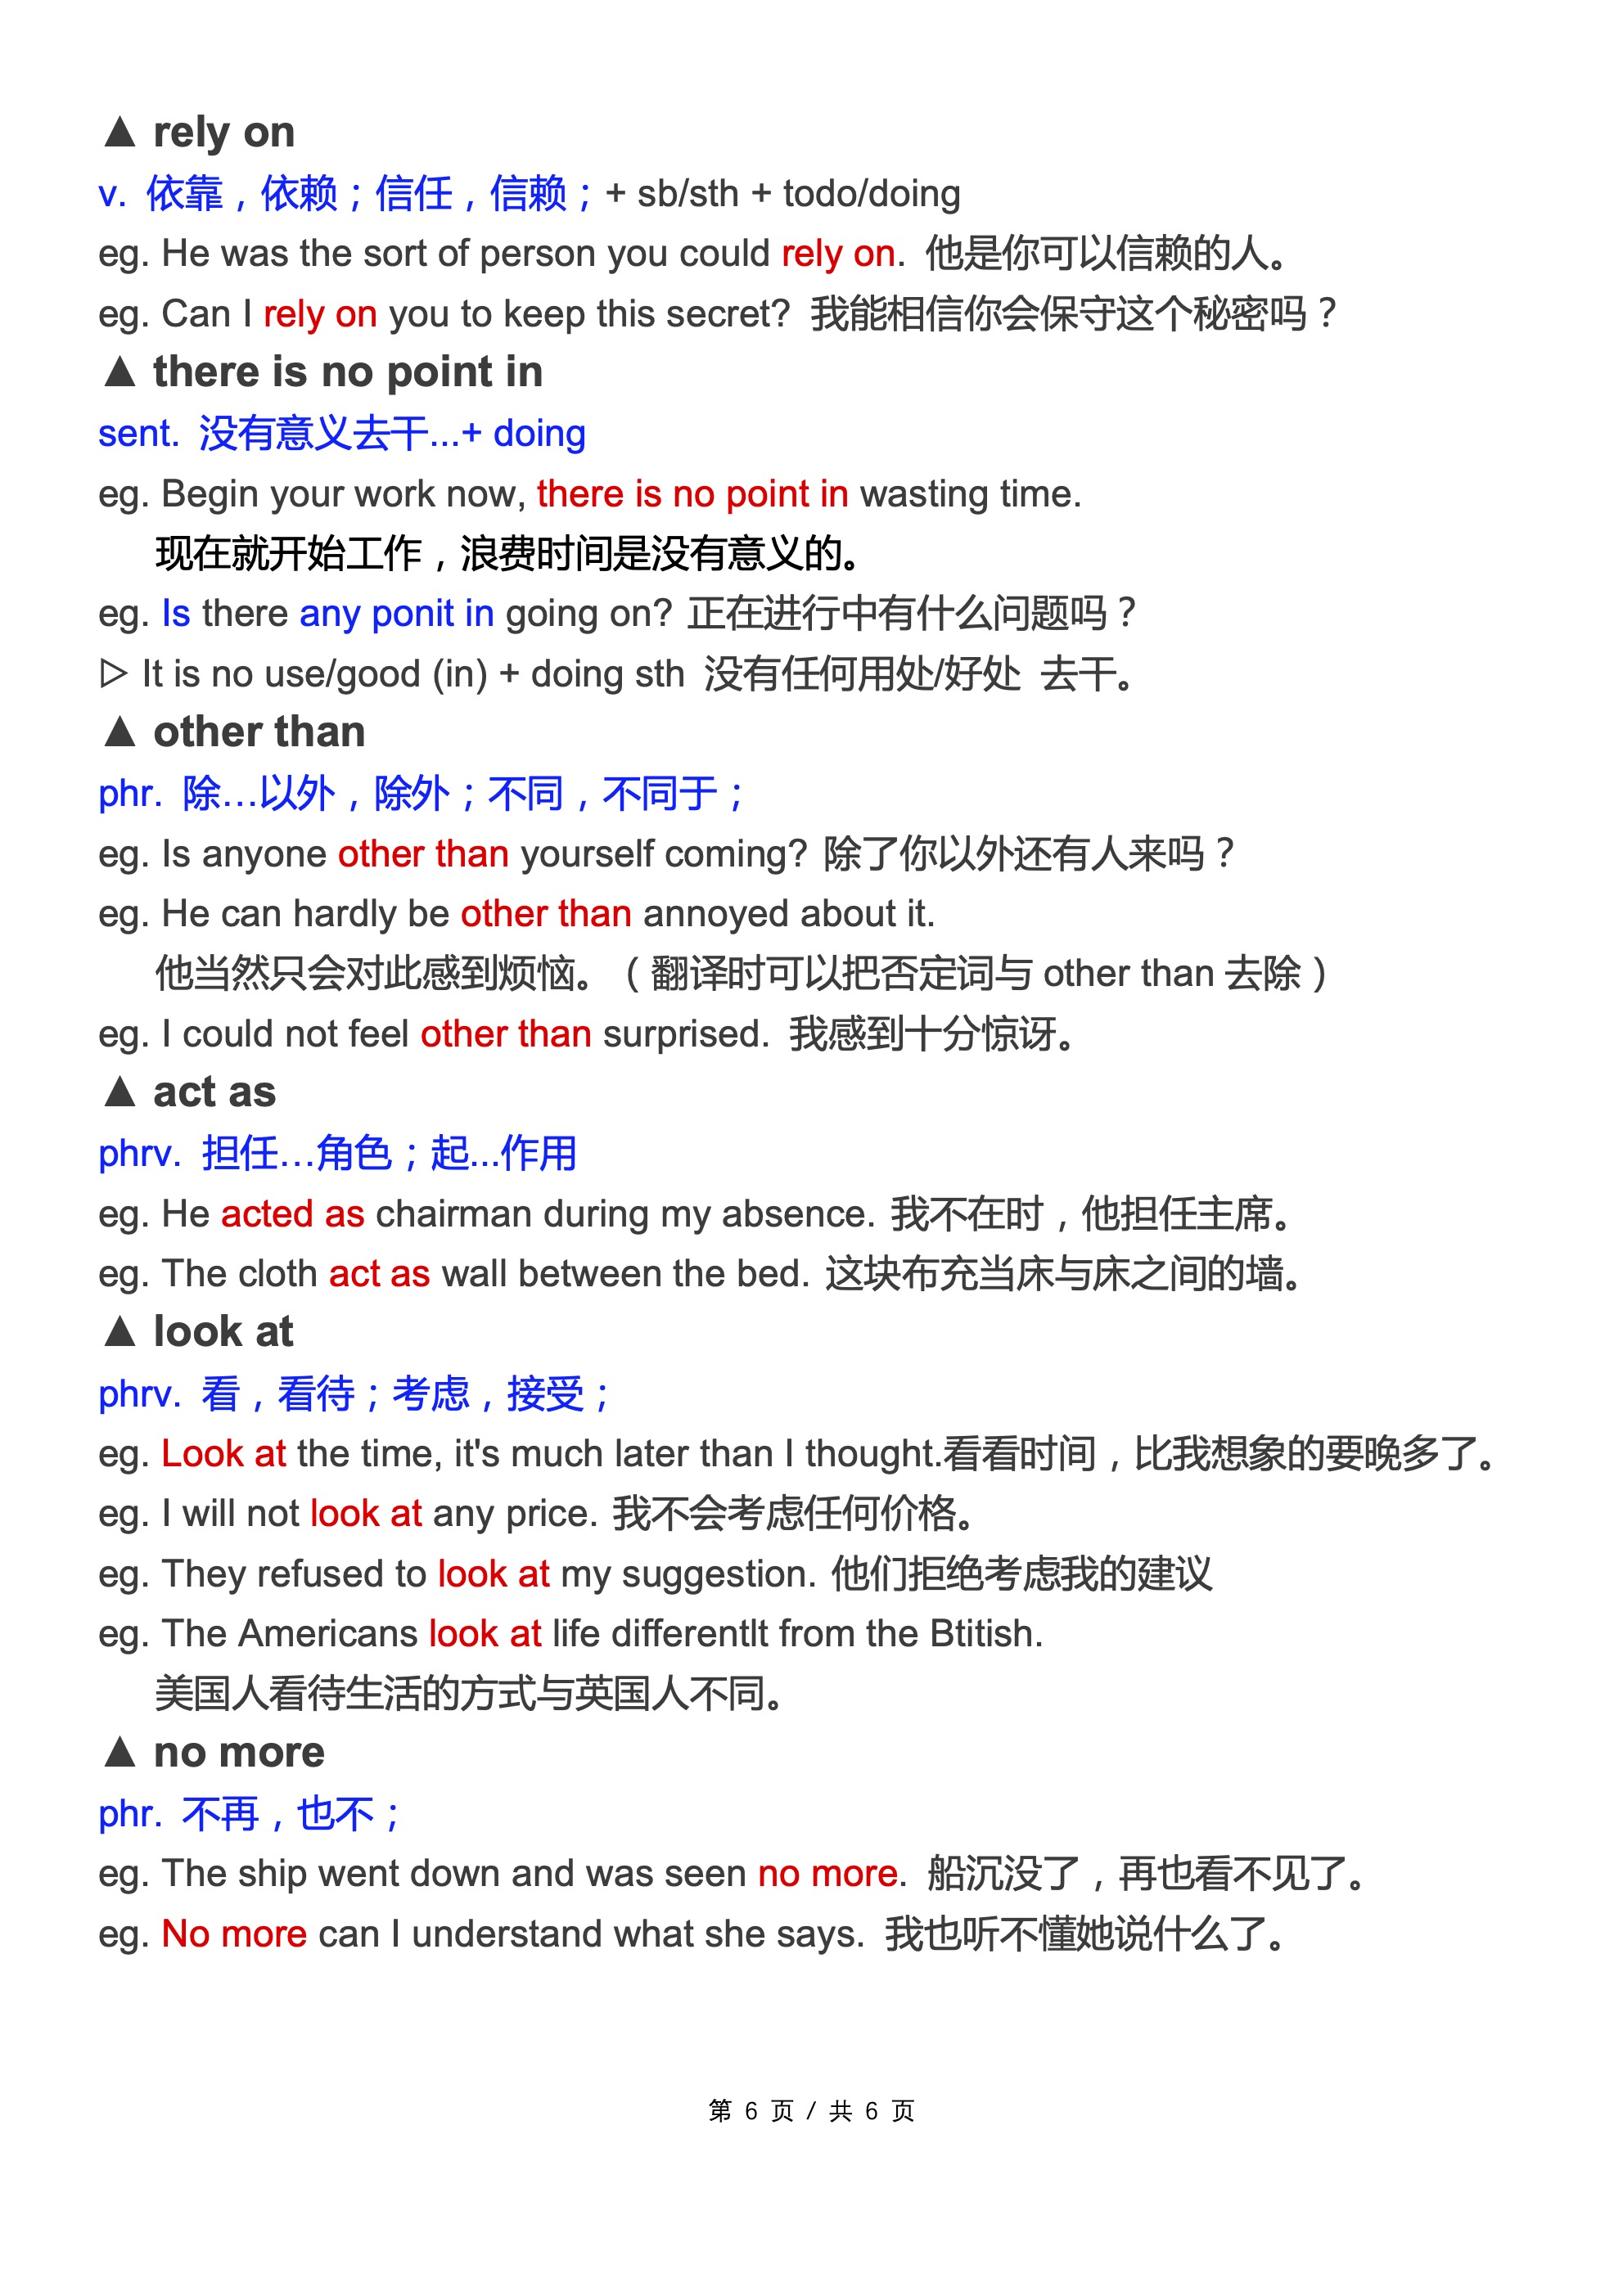 ▲ rely on
v. 依靠，依赖；信任，信赖；+ sb/sth + todo/doing
eg. He was the sort of person you could rely on. 他是你可以信赖的人。
eg. Can I rely on you to keep this secret? 我能相信你会保守这个秘密吗？
▲ there is no point in
sent. 没有意义去干...+ doing
eg. Begin your work now, there is no point in wasting time.
现在就开始工作，浪费时间是没有意义的。
eg. Is there any ponit in going on? 正在进行中有什么问题吗？
▷ It is no use/good (in) + doing sth 没有任何用处/好处 去干。
▲ other than
phr. 除…以外，除外；不同，不同于；
eg. Is anyone other than yourself coming? 除了你以外还有人来吗？
eg. He can hardly be other than annoyed about it.
他当然只会对此感到烦恼。（翻译时可以把否定词与 other than 去除）
eg. I could not feel other than surprised. 我感到十分惊讶。
▲ act as
phrv. 担任…角色；起...作用
eg. He acted as chairman during my absence. 我不在时，他担任主席。
eg. The cloth act as wall between the bed. 这块布充当床与床之间的墙。
▲ look at
phrv. 看，看待；考虑，接受；
eg. Look at the time, it's much later than I thought.看看时间，比我想象的要晚多了。
eg. I will not look at any price. 我不会考虑任何价格。
eg. They refused to look at my suggestion. 他们拒绝考虑我的建议
eg. The Americans look at life differentlt from the Btitish.
美国人看待生活的方式与英国人不同。
▲ no more
phr. 不再，也不；
eg. The ship went down and was seen no more. 船沉没了，再也看不见了。
eg. No more can I understand what she says. 我也听不懂她说什么了。
第 6 页 / 共 6 页